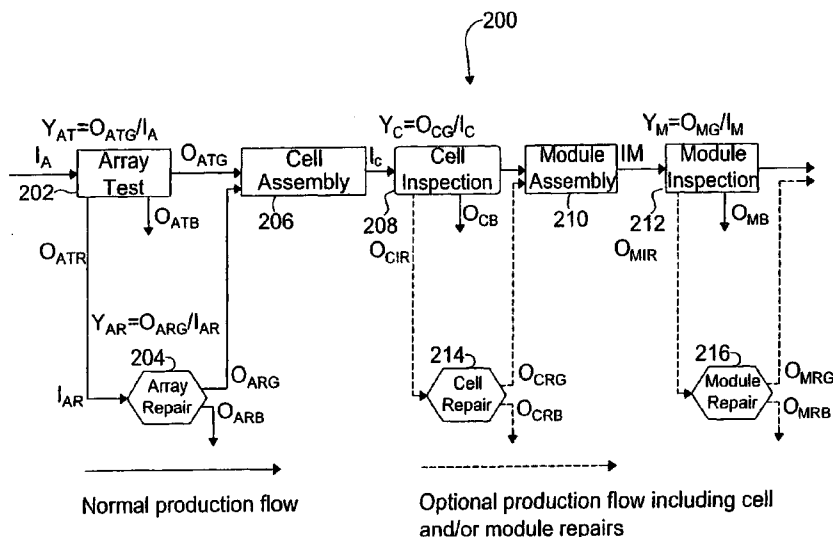 200
Y_AT=O_ATG/I_A
Y_C=O_CG/I_C
Y_M=O_MG/I_M
I_A
Array
Test
O_ATG
Cell
Assembly
I_c
Cell
Inspection
Module
Assembly
IM
Module
Inspection
202
O_ATB
206
208
O_CB
210
212
O_MB
O_ATR
O_CIR
O_MIR
Y_AR=O_ARG/I_AR
204
214
216
I_AR
Array
Repair
O_ARG
O_ARB
Cell
Repair
O_CRG
O_CRB
Module
Repair
O_MRG
O_MRB
Normal production flow
Optional production flow including cell
and/or module repairs